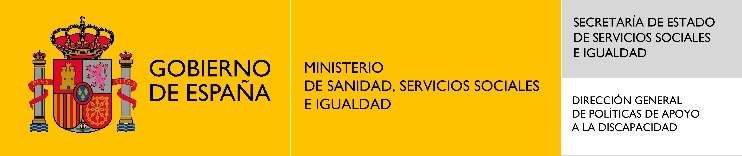 GOBIERNO
DE ESPAÑA
MINISTERIO
DE SANIDAD, SERVICIOS SOCIALES
E IGUALDAD
SECRETARÍA DE ESTADO
DE SERVICIOS SOCIALES
E IGUALDAD
DIRECCIÓN GENERAL
DE POLÍTICAS DE APOYO
A LA DISCAPACIDAD